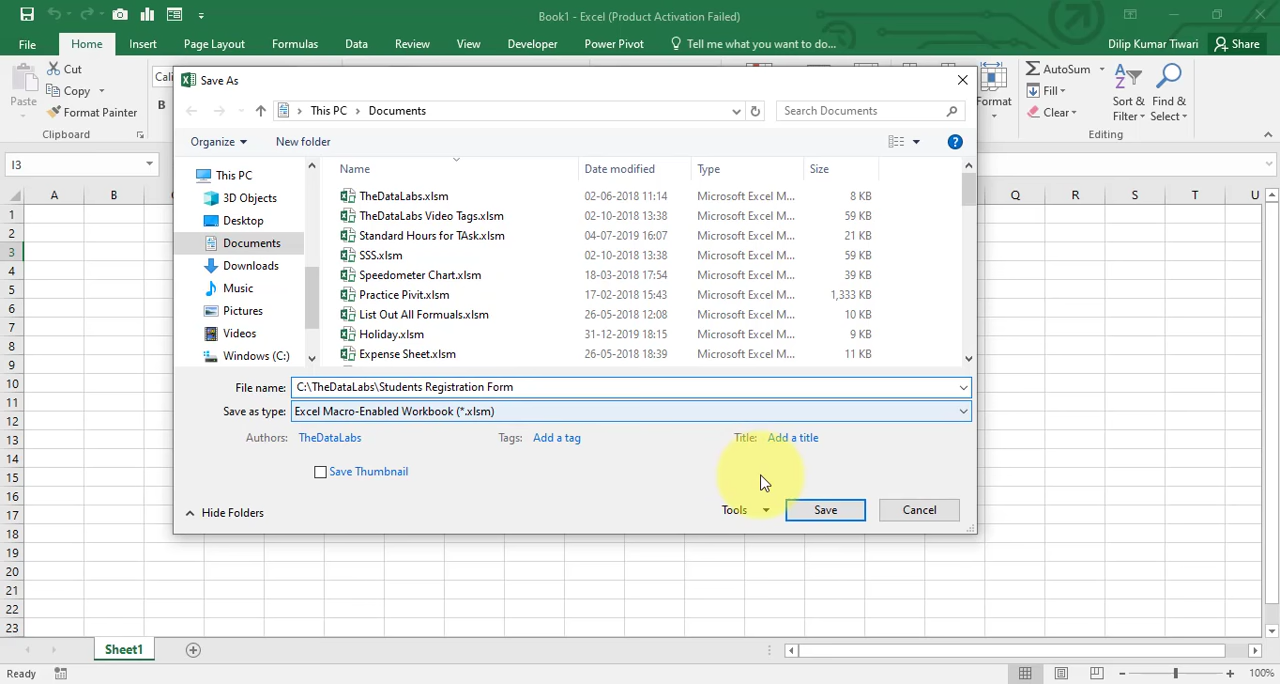 Book1 - Excel (Product Activation Failed)
File Home Insert Page Layout Formulas Data Review View Developer Power Pivot Tell me what you want to do... Dilip Kumar Tiwari Share
Paste
Cut
Copy
Format Painter
Clipboard
Cali
B
Format
AutoSum
Fill
Clear
Sort &
Filter
Find &
Select
Editing
I3
Save As
This PC Documents
Search Documents
Organize New folder
This PC
3D Objects
Desktop
Documents
Downloads
Music
Pictures
Videos
Windows (C:)
Name Date modified Type Size
TheDataLabs.xlsm 02-06-2018 11:14 Microsoft Excel M... 8 KB
TheDataLabs Video Tags.xlsm 02-10-2018 13:38 Microsoft Excel M... 59 KB
Standard Hours for TAsk.xlsm 04-07-2019 16:07 Microsoft Excel M... 21 KB
SSS.xlsm 02-10-2018 13:38 Microsoft Excel M... 59 KB
Speedometer Chart.xlsm 18-03-2018 17:54 Microsoft Excel M... 39 KB
Practice Pivit.xlsm 17-02-2018 15:43 Microsoft Excel M... 1,333 KB
List Out All Formuals.xlsm 26-05-2018 12:08 Microsoft Excel M... 10 KB
Holiday.xlsm 31-12-2019 18:15 Microsoft Excel M... 9 KB
Expense Sheet.xlsm 26-05-2018 18:39 Microsoft Excel M... 11 KB
File name: C:\TheDataLabs\Students Registration Form
Save as type: Excel Macro-Enabled Workbook (*.xlsm)
Authors: TheDataLabs Tags: Add a tag Title: Add a title
Save Thumbnail
Hide Folders Tools Save Cancel
A B Q R S T U
1
2
3
4
5
6
7
8
9
10
11
12
13
14
15
16
17
18
19
20
21
22
23
Sheet1
Ready 100%